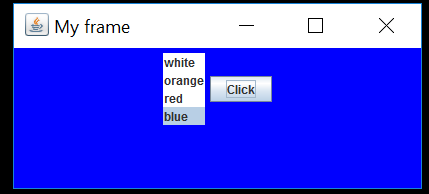 My frame
white
orange
red
blue
Click